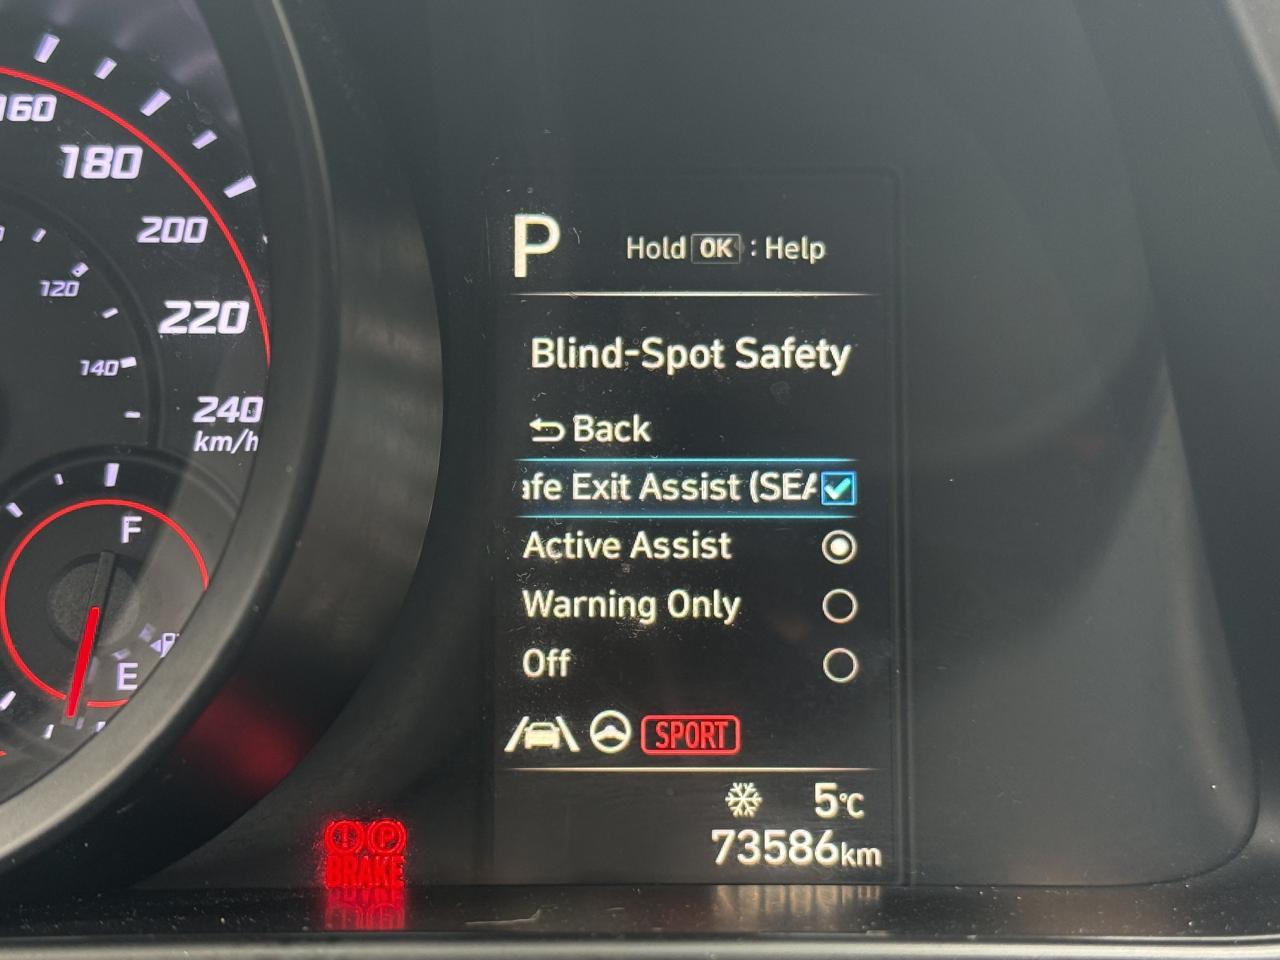 160
180
200
220
240
km/h
120
140
F
E
P
Hold OK : Help
Blind-Spot Safety
Back
afe Exit Assist (SEA
Active Assist
Warning Only
Off
SPORT
5°C
73586km
P
BRAKE